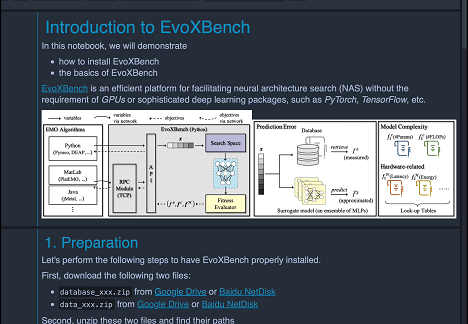 Introduction to EvoXBench
In this notebook, we will demonstrate
how to install EvoXBench
the basics of EvoXBench
EvoXBench is an efficient platform for facilitating neural architecture search (NAS) without the
requirement of GPUs or sophisticated deep learning packages, such as PyTorch, TensorFlow, etc.
variables
variables via network
objectives
objectives via network
EMO Algorithms
Python
(Pymoo, DEAP, ...)
MatLab
(PlatEMO, ...)
Java
(jMetal, ...)
RPC
Module
(TCP)
EvoXBench (Python)
API
x
Search Space
Fitness
Evaluator
Prediction Error
x
Database
retrieve
(measured)
predict
(approximated)
Surrogate model (an ensemble of MLPs)
Model Complexity
(#Params)
(#FLOPs)
Hardware-related
(Latency)
(Energy)
Look-up Tables
1. Preparation
Let's perform the following steps to have EvoXBench properly installed.
First, download the following two files:
database_xxx.zip from Google Drive or Baidu NetDisk
data_xxx.zip from Google Drive or Baidu NetDisk
Second, unzip these two files and find their paths